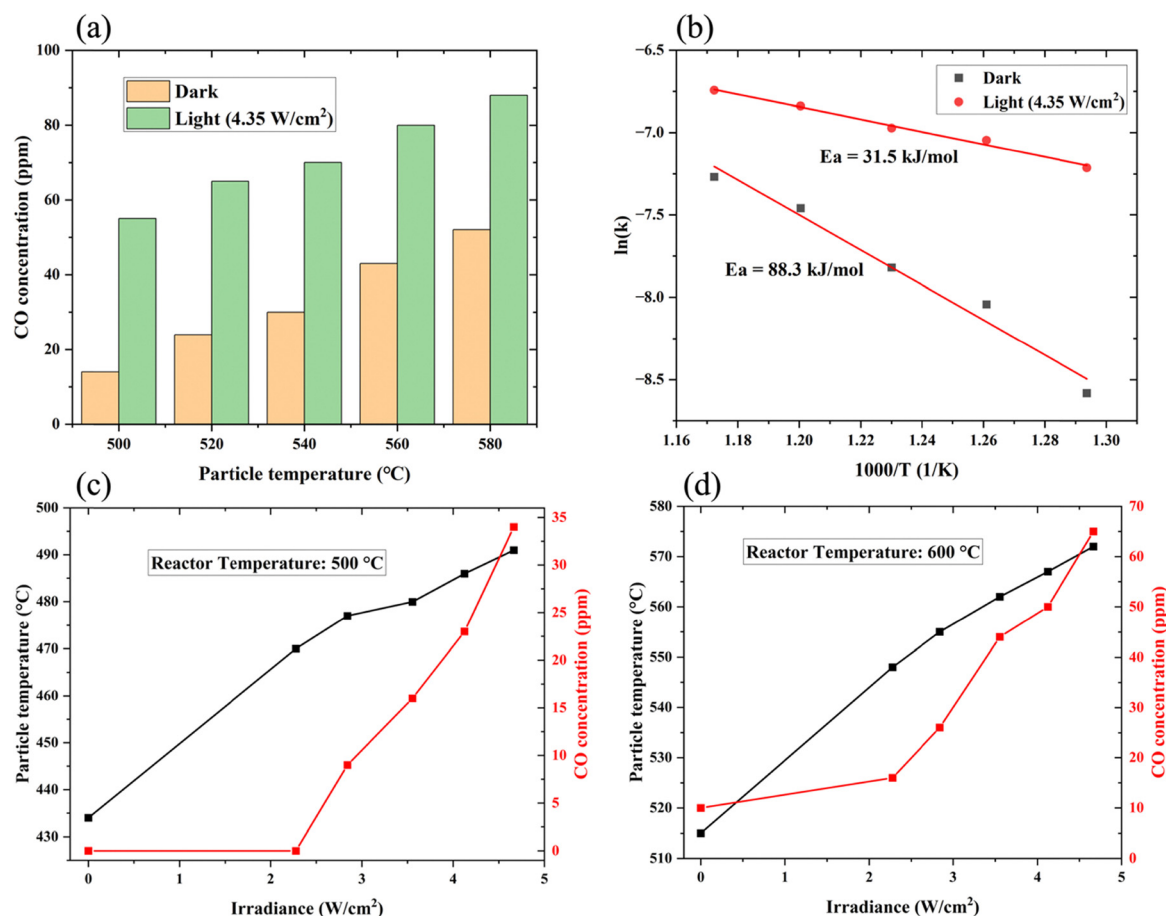 (a)
100
80
60
40
20
0
CO concentration (ppm)
Dark
Light (4.35 W/cm²)
500 520 540 560 580
Particle temperature (°C)
(b)
−6.5
−7.0
−7.5
−8.0
−8.5
ln(k)
Dark
Light (4.35 W/cm²)
Ea = 31.5 kJ/mol
Ea = 88.3 kJ/mol
1.16 1.18 1.20 1.22 1.24 1.26 1.28 1.30
1000/T (1/K)
(c)
500
490
480
470
460
450
440
430
Particle temperature (°C)
Reactor Temperature: 500 °C
35
30
25
20
15
10
5
0
CO concentration (ppm)
0 1 2 3 4 5
Irradiance (W/cm²)
(d)
580
570
560
550
540
530
520
510
Particle temperature (°C)
Reactor Temperature: 600 °C
70
60
50
40
30
20
10
0
CO concentration (ppm)
0 1 2 3 4 5
Irradiance (W/cm²)